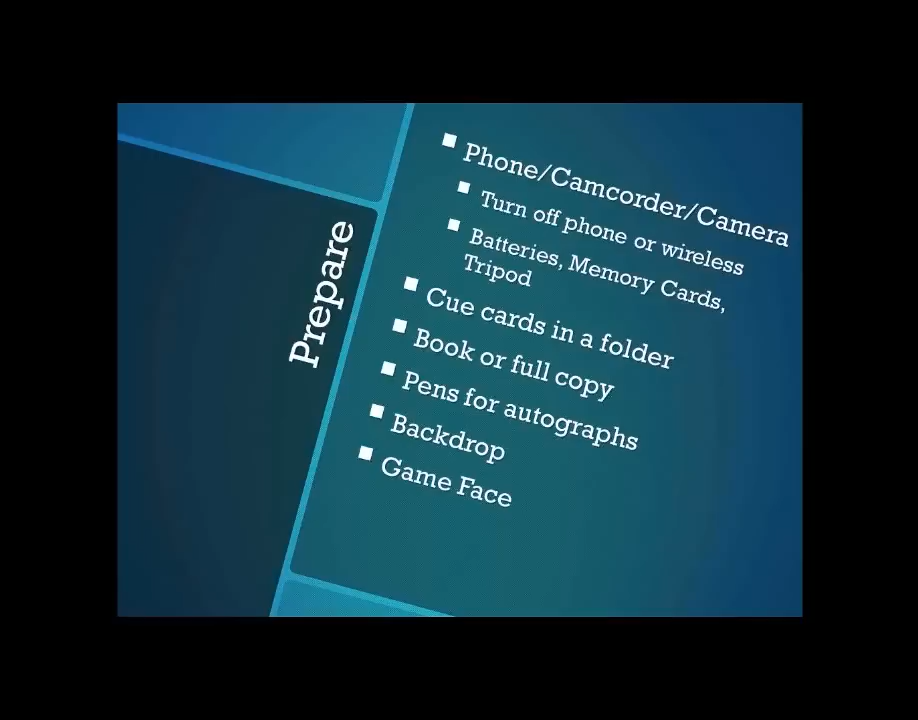 Prepare
Phone/Camcorder/Camera
Turn off phone or wireless
Batteries, Memory Cards,
Tripod
Cue cards in a folder
Book or full copy
Pens for autographs
Backdrop
Game Face